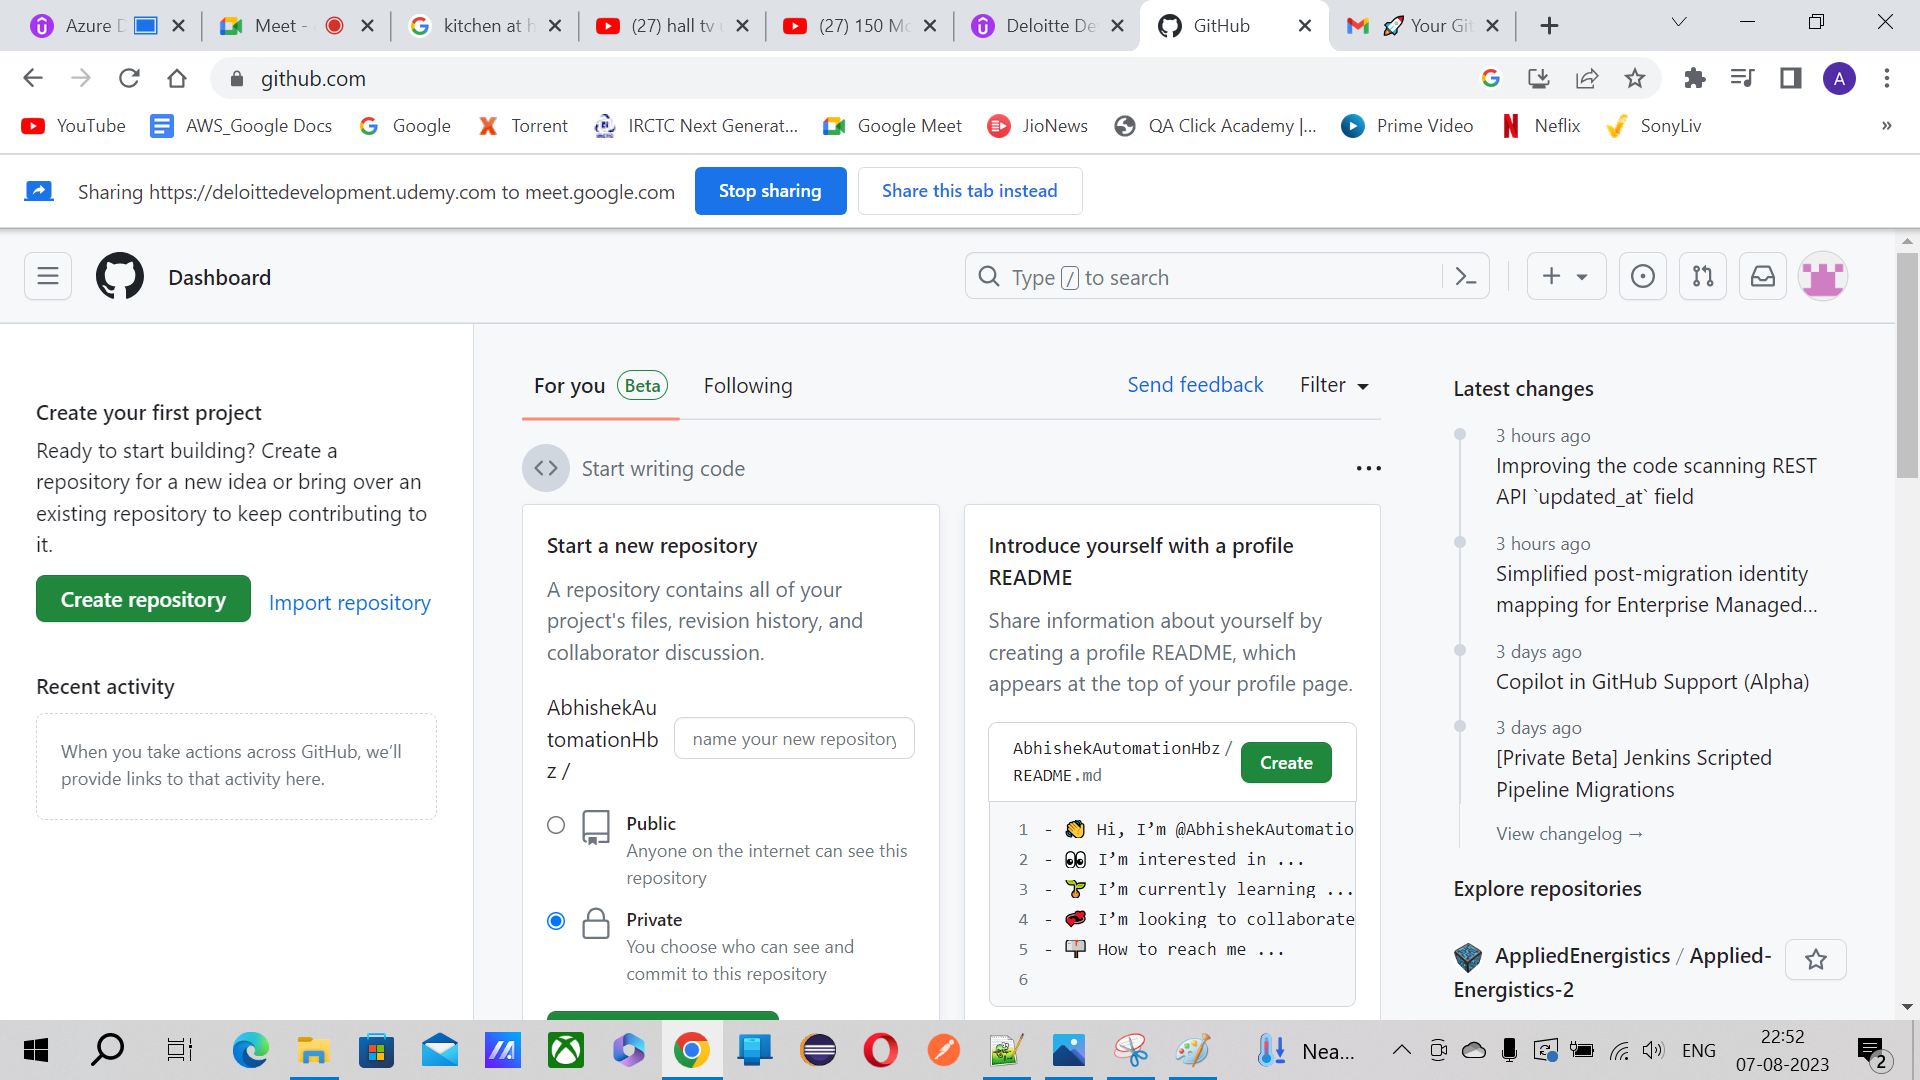 Azure D
Meet -
kitchen at h
(27) hall tv u
(27) 150 Mo
Deloitte De
GitHub
Your Git
github.com
A
YouTube
AWS_Google Docs
Google
Torrent
IRCTC Next Generat...
Google Meet
JioNews
QA Click Academy |...
Prime Video
Neflix
SonyLiv
»
Sharing https://deloittedevelopment.udemy.com to meet.google.com
Stop sharing
Share this tab instead
Dashboard
Type / to search
For you
Beta
Following
Send feedback
Filter
Create your first project
Ready to start building? Create a
repository for a new idea or bring over an
existing repository to keep contributing to
it.
Create repository
Import repository
Recent activity
When you take actions across GitHub, we’ll
provide links to that activity here.
Start writing code
Start a new repository
A repository contains all of your
project's files, revision history, and
collaborator discussion.
AbhishekAu
tomationHb
z /
name your new repository
Public
Anyone on the internet can see this
repository
Private
You choose who can see and
commit to this repository
Introduce yourself with a profile
README
Share information about yourself by
creating a profile README, which
appears at the top of your profile page.
AbhishekAutomationHbz /
README.md
Create
1 - 👋 Hi, I’m @AbhishekAutomatio
2 - 👀 I’m interested in ...
3 - 🌱 I’m currently learning ...
4 - 💞️ I’m looking to collaborate
5 - 📫 How to reach me ...
6
Latest changes
3 hours ago
Improving the code scanning REST
API `updated_at` field
3 hours ago
Simplified post-migration identity
mapping for Enterprise Managed...
3 days ago
Copilot in GitHub Support (Alpha)
3 days ago
[Private Beta] Jenkins Scripted
Pipeline Migrations
View changelog →
Explore repositories
AppliedEnergistics / Applied-
Energistics-2
Nea...
ENG
22:52
07-08-2023
2